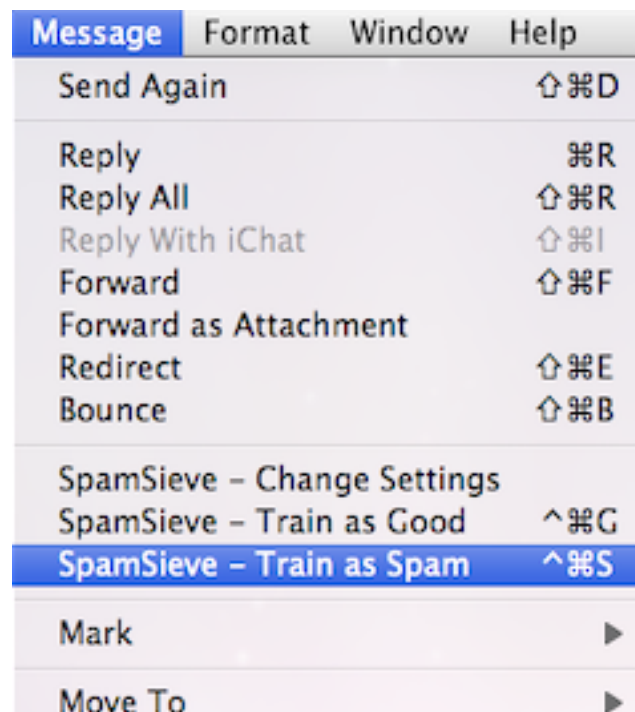 Message Format Window Help
Send Again ⇧⌘D
Reply ⌘R
Reply All ⇧⌘R
Reply With iChat ⇧⌘I
Forward ⇧⌘F
Forward as Attachment
Redirect ⇧⌘E
Bounce ⇧⌘B
SpamSieve – Change Settings
SpamSieve – Train as Good ^⌘G
SpamSieve – Train as Spam ^⌘S
Mark ▶
Move To ▶